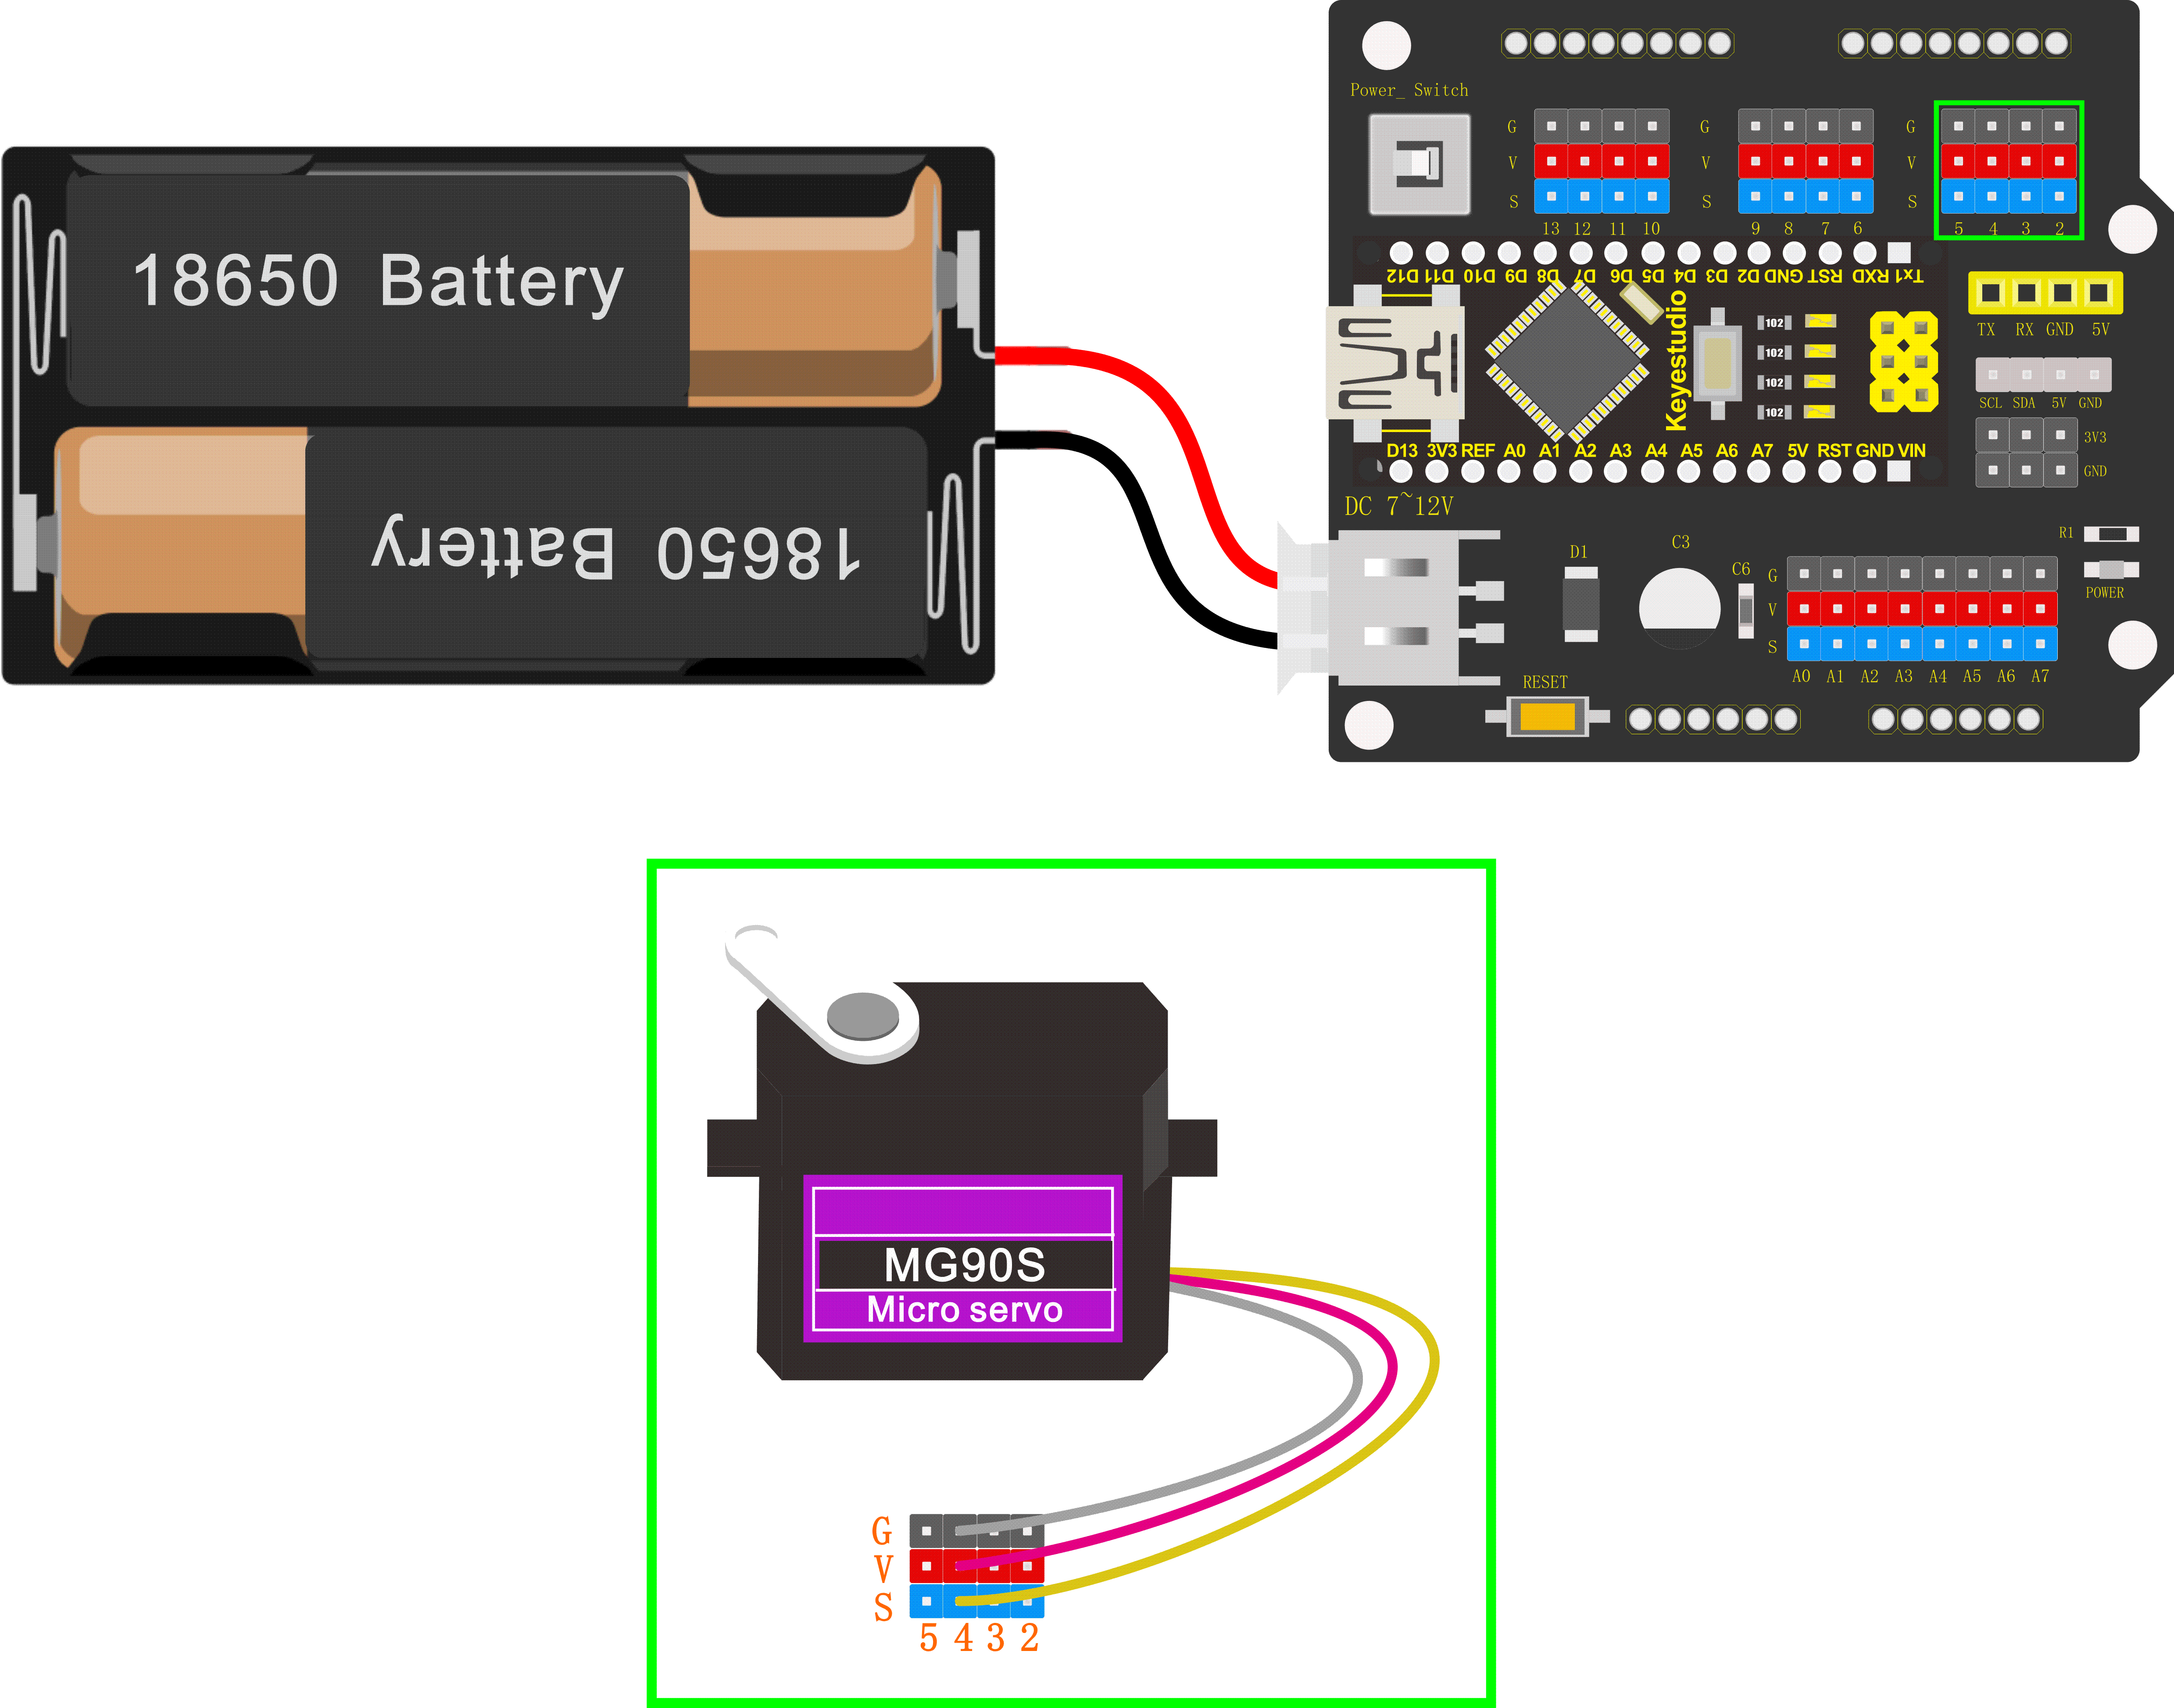 Power_ Switch
G
V
S
13 12 11 10
G
V
S
9 8 7 6
G
V
S
5 4 3 2
18650 Battery
18650 Battery
D12 D11 D10 D9 D8 D7 D6 D5 D4 D3 D2 GND RST RXD Tx1
Keyestudio
102
102
102
102
TX RX GND 5V
SCL SDA 5V GND
3V3
GND
D13 3V3 REF A0 A1 A2 A3 A4 A5 A6 A7 5V RST GND VIN
DC 7~12V
D1
C3
C6
R1
POWER
G
V
S
A0 A1 A2 A3 A4 A5 A6 A7
RESET
MG90S
Micro servo
G
V
S
5 4 3 2